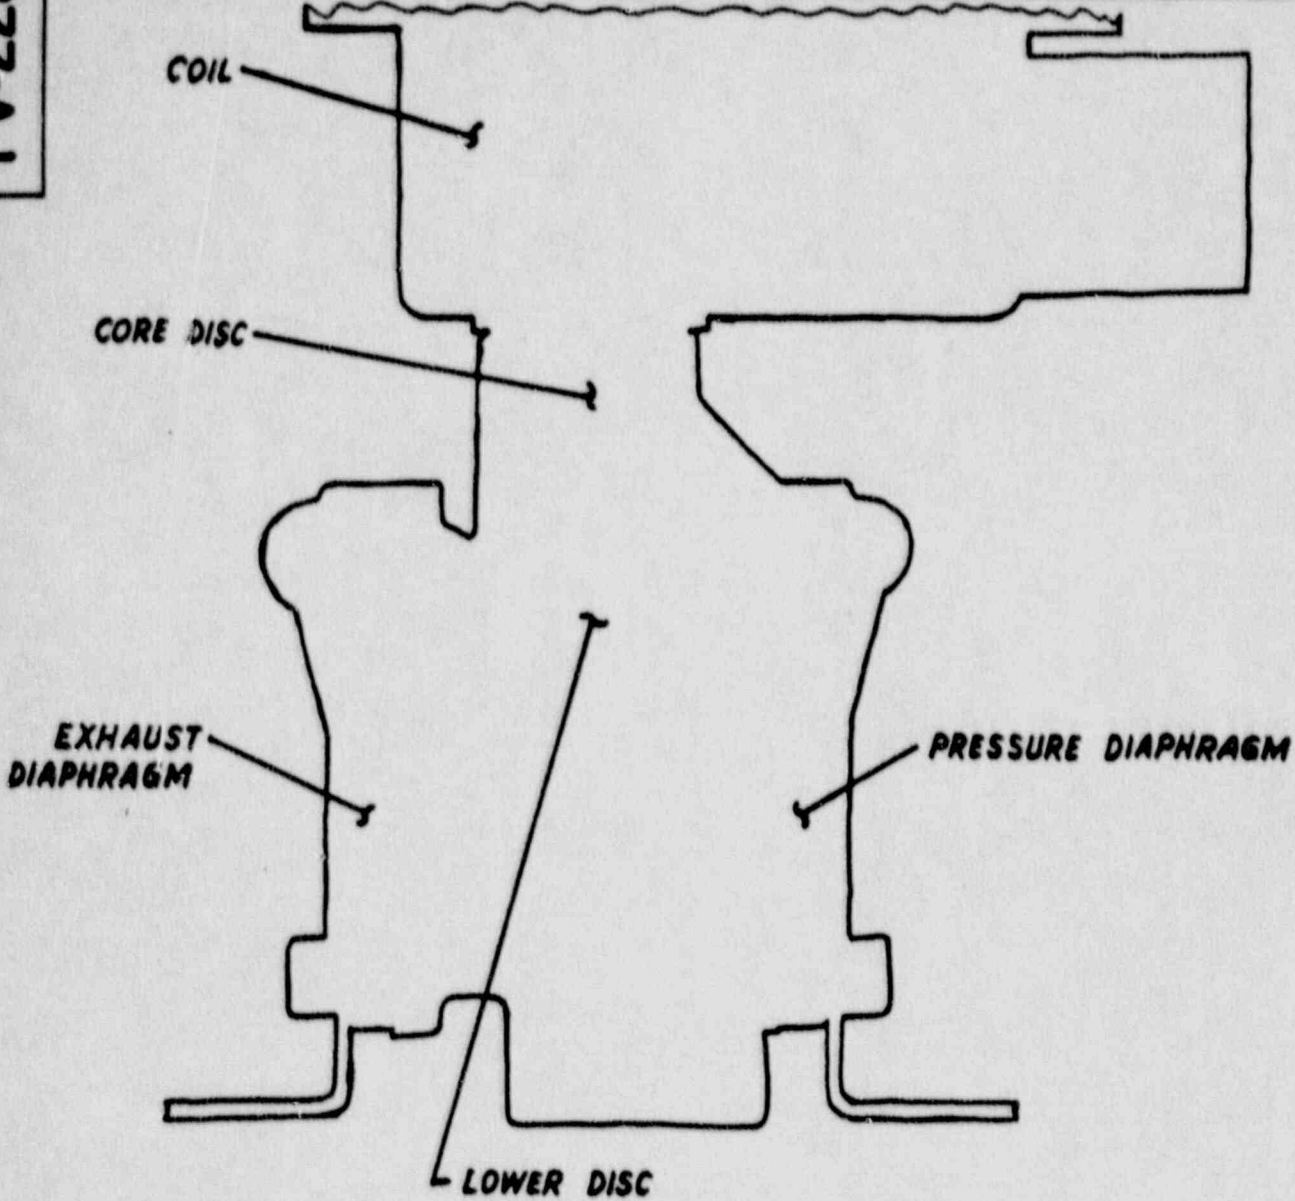 COIL
CORE DISC
EXHAUST
DIAPHRAGM
PRESSURE DIAPHRAGM
LOWER DISC